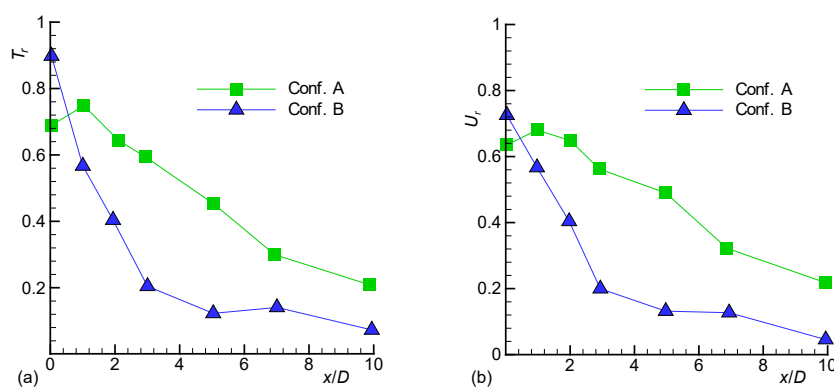 1
T_r
0.8
0.6
0.4
0.2
0 2 4 6 8 10
x/D
(a)
Conf. A
Conf. B
1
U_r
0.8
0.6
0.4
0.2
0 2 4 6 8 10
x/D
(b)
Conf. A
Conf. B